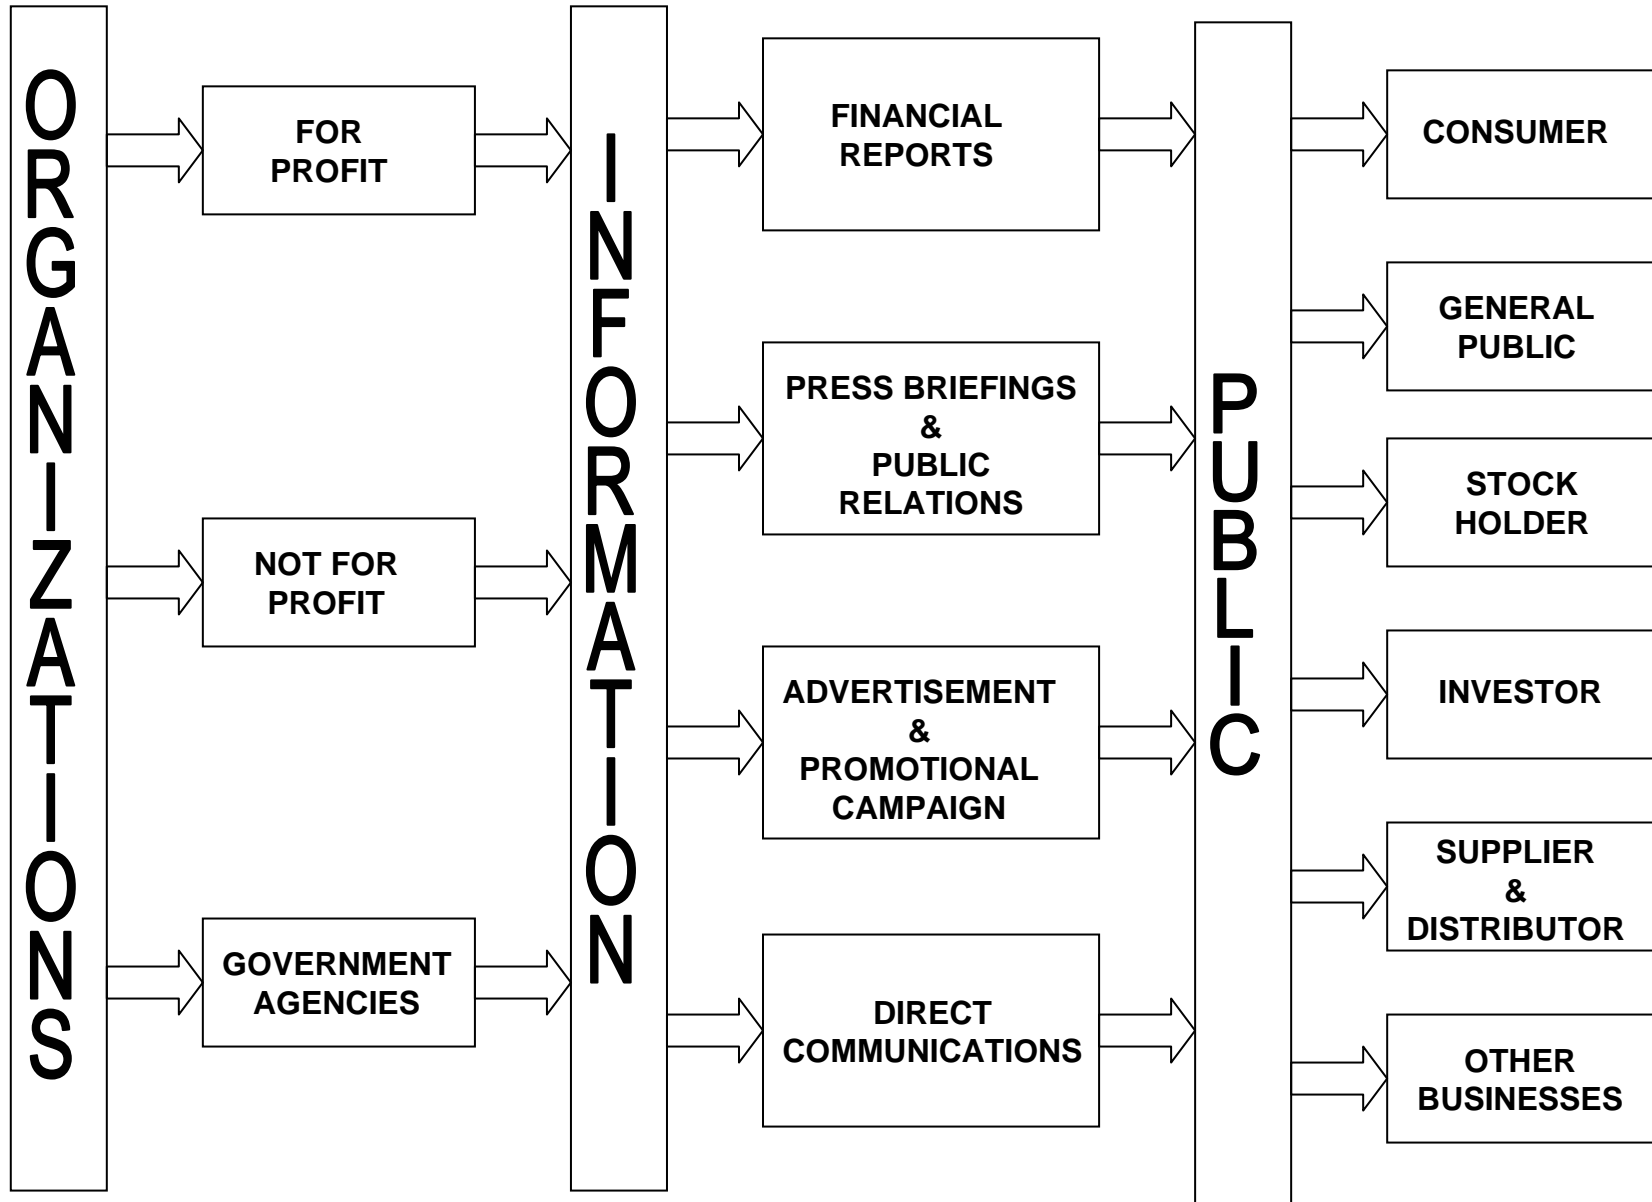 ORGANIZATIONS
FOR
PROFIT
NOT FOR
PROFIT
GOVERNMENT
AGENCIES
INFORMATION
FINANCIAL
REPORTS
PRESS BRIEFINGS
&
PUBLIC
RELATIONS
ADVERTISEMENT
&
PROMOTIONAL
CAMPAIGN
DIRECT
COMMUNICATIONS
PUBLIC
CONSUMER
GENERAL
PUBLIC
STOCK
HOLDER
INVESTOR
SUPPLIER
&
DISTRIBUTOR
OTHER
BUSINESSES